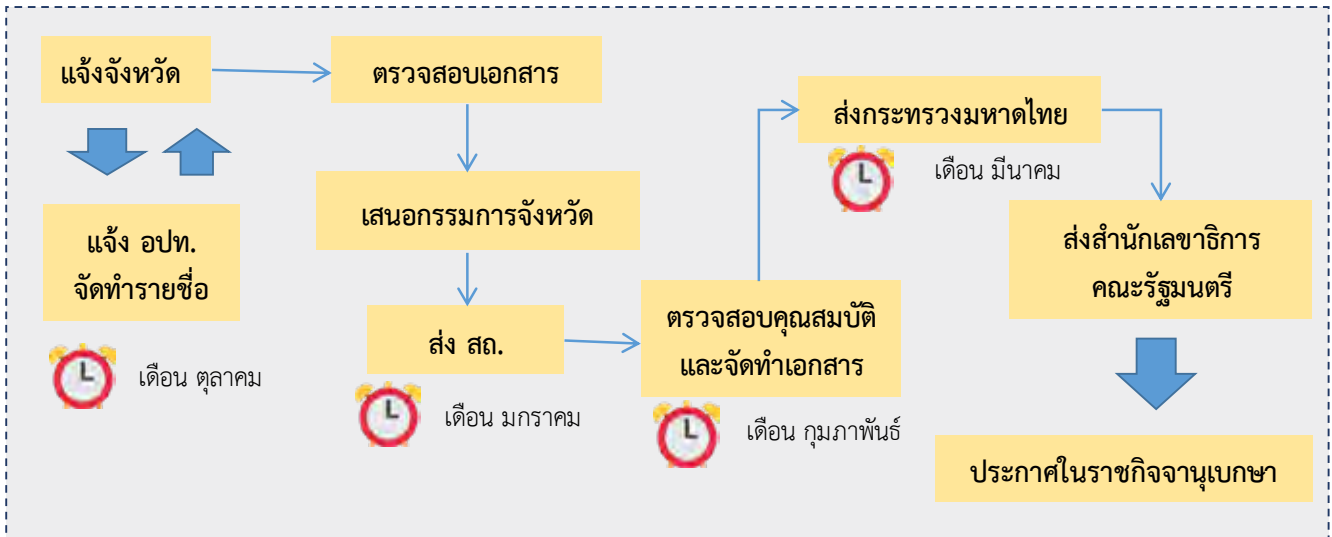 แจ้งจังหวัด
ตรวจสอบเอกสาร
แจ้ง อปท.
จัดทำรายชื่อ
เดือน ตุลาคม
เสนอกรรมการจังหวัด
ส่ง สถ.
เดือน มกราคม
ตรวจสอบคุณสมบัติ
และจัดทำเอกสาร
เดือน กุมภาพันธ์
ส่งกระทรวงมหาดไทย
เดือน มีนาคม
ส่งสำนักเลขาธิการ
คณะรัฐมนตรี
ประกาศในราชกิจจานุเบกษา